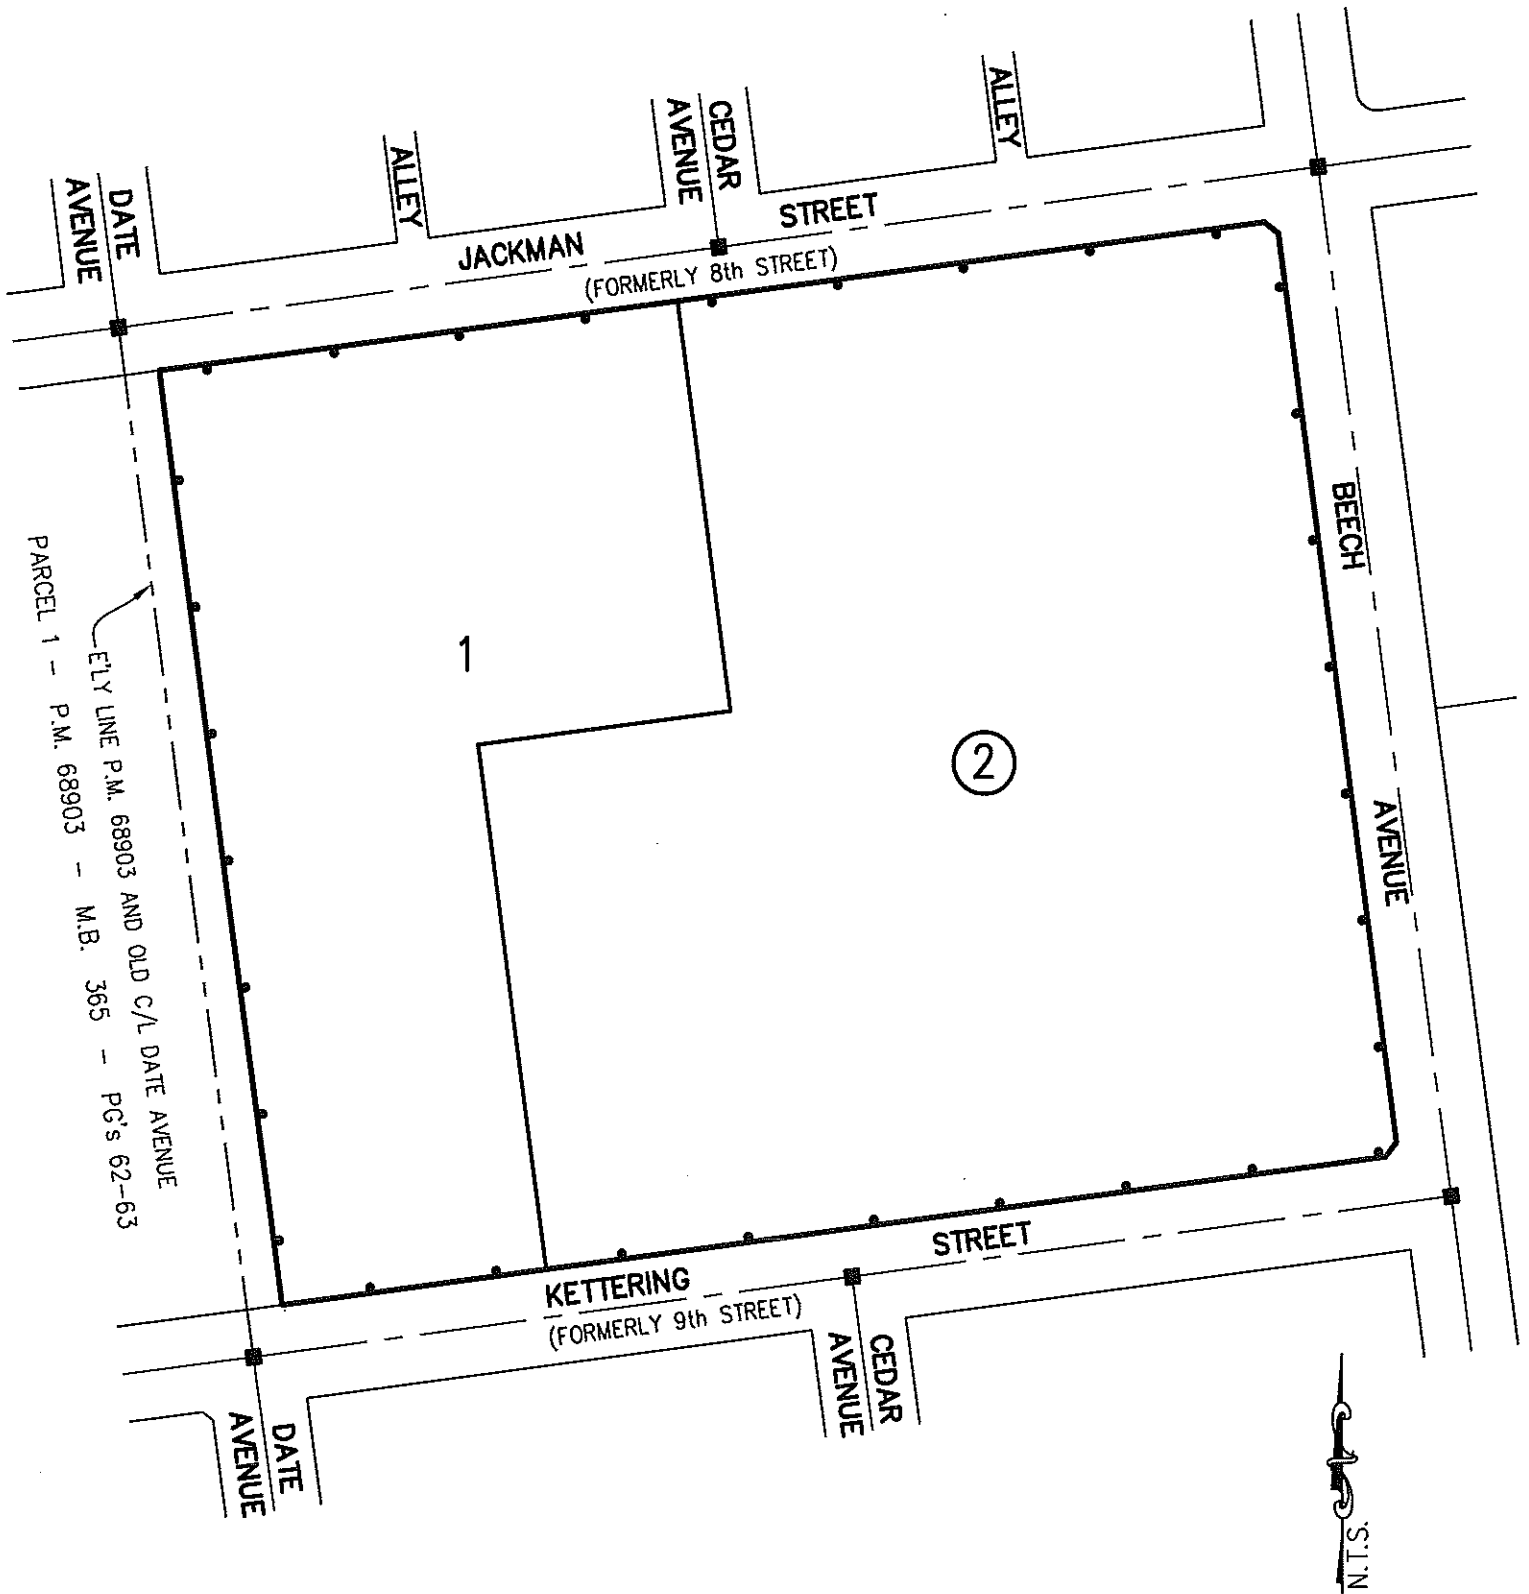 ALLEY
CEDAR
AVENUE
ALLEY
DATE
AVENUE
JACKMAN STREET
(FORMERLY 8th STREET)
BEECH AVENUE
1
2
E'LY LINE P.M. 68903 AND OLD C/L DATE AVENUE
PARCEL 1 - P.M. 68903 - M.B. 365 - PG's 62-63
KETTERING STREET
(FORMERLY 9th STREET)
CEDAR
AVENUE
DATE
AVENUE
N.T.S.